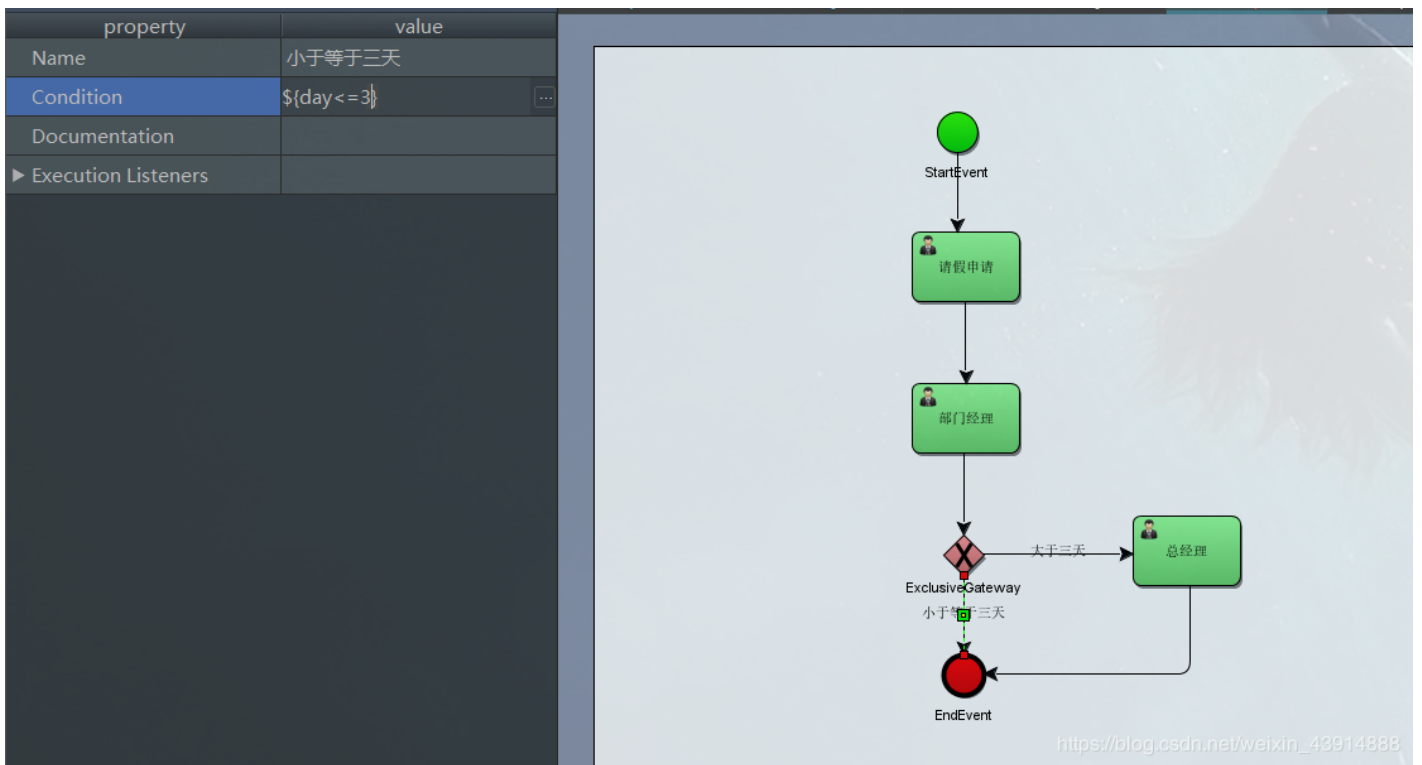 property value
Name 小于等于三天
Condition ${day<=3} ...
Documentation
Execution Listeners
StartEvent
请假申请
部门经理
大于三天
总经理
ExclusiveGateway
小于等于三天
EndEvent
https://blog.csdn.net/weixin_43914888